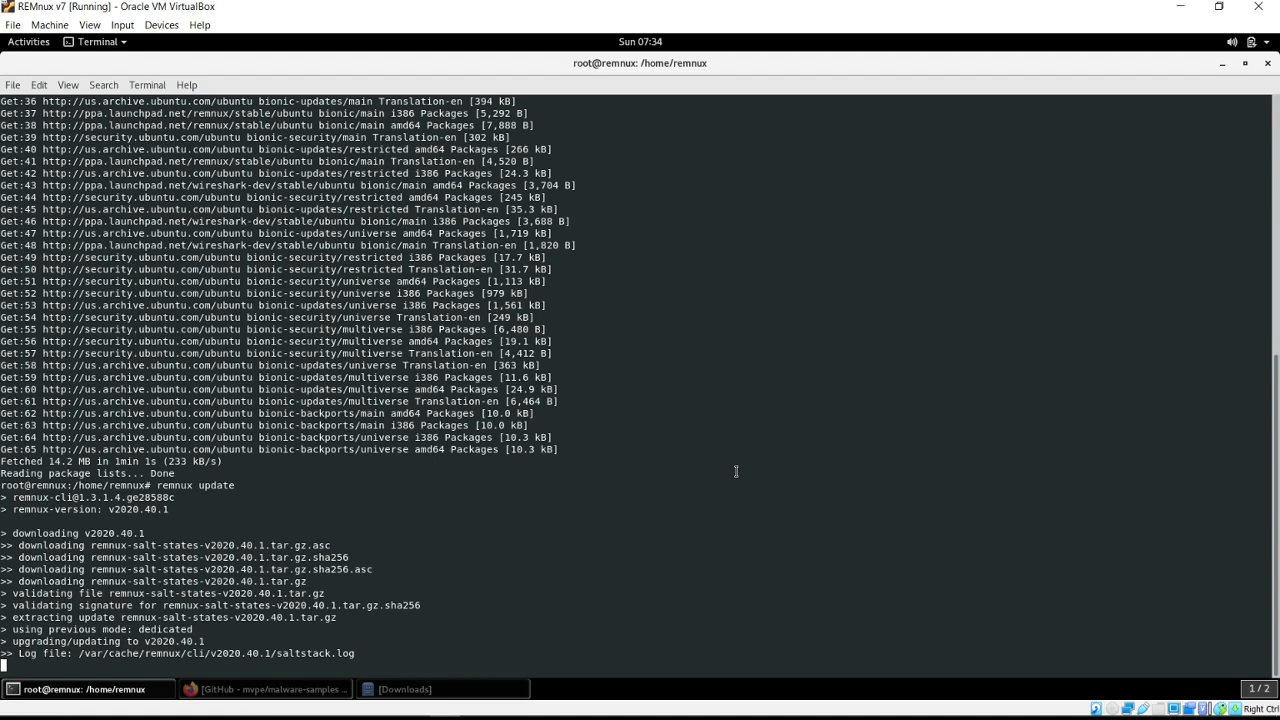 REMnux v7 [Running] - Oracle VM VirtualBox
File Machine View Input Devices Help
Activities Terminal Sun 07:34
root@remnux: /home/remnux
File Edit View Search Terminal Help
Get:36 http://us.archive.ubuntu.com/ubuntu bionic-updates/main Translation-en [394 kB]
Get:37 http://ppa.launchpad.net/remnux/stable/ubuntu bionic/main i386 Packages [5,292 B]
Get:38 http://ppa.launchpad.net/remnux/stable/ubuntu bionic/main amd64 Packages [7,888 B]
Get:39 http://security.ubuntu.com/ubuntu bionic-security/main Translation-en [302 kB]
Get:40 http://us.archive.ubuntu.com/ubuntu bionic-updates/restricted amd64 Packages [266 kB]
Get:41 http://ppa.launchpad.net/remnux/stable/ubuntu bionic/main Translation-en [4,520 B]
Get:42 http://us.archive.ubuntu.com/ubuntu bionic-updates/restricted i386 Packages [24.3 kB]
Get:43 http://ppa.launchpad.net/wireshark-dev/stable/ubuntu bionic/main amd64 Packages [3,704 B]
Get:44 http://security.ubuntu.com/ubuntu bionic-security/restricted amd64 Packages [245 kB]
Get:45 http://us.archive.ubuntu.com/ubuntu bionic-updates/restricted Translation-en [35.3 kB]
Get:46 http://ppa.launchpad.net/wireshark-dev/stable/ubuntu bionic/main i386 Packages [3,688 B]
Get:47 http://us.archive.ubuntu.com/ubuntu bionic-updates/universe amd64 Packages [1,719 kB]
Get:48 http://ppa.launchpad.net/wireshark-dev/stable/ubuntu bionic/main Translation-en [1,820 B]
Get:49 http://security.ubuntu.com/ubuntu bionic-security/restricted i386 Packages [17.7 kB]
Get:50 http://security.ubuntu.com/ubuntu bionic-security/restricted Translation-en [31.7 kB]
Get:51 http://security.ubuntu.com/ubuntu bionic-security/universe amd64 Packages [1,113 kB]
Get:52 http://security.ubuntu.com/ubuntu bionic-security/universe i386 Packages [979 kB]
Get:53 http://us.archive.ubuntu.com/ubuntu bionic-updates/universe i386 Packages [1,561 kB]
Get:54 http://security.ubuntu.com/ubuntu bionic-security/universe Translation-en [249 kB]
Get:55 http://security.ubuntu.com/ubuntu bionic-security/multiverse i386 Packages [6,480 B]
Get:56 http://security.ubuntu.com/ubuntu bionic-security/multiverse amd64 Packages [19.1 kB]
Get:57 http://security.ubuntu.com/ubuntu bionic-security/multiverse Translation-en [4,412 B]
Get:58 http://us.archive.ubuntu.com/ubuntu bionic-updates/universe Translation-en [363 kB]
Get:59 http://us.archive.ubuntu.com/ubuntu bionic-updates/multiverse i386 Packages [11.6 kB]
Get:60 http://us.archive.ubuntu.com/ubuntu bionic-updates/multiverse amd64 Packages [24.9 kB]
Get:61 http://us.archive.ubuntu.com/ubuntu bionic-updates/multiverse Translation-en [6,464 B]
Get:62 http://us.archive.ubuntu.com/ubuntu bionic-backports/main amd64 Packages [10.0 kB]
Get:63 http://us.archive.ubuntu.com/ubuntu bionic-backports/main i386 Packages [10.0 kB]
Get:64 http://us.archive.ubuntu.com/ubuntu bionic-backports/universe i386 Packages [10.3 kB]
Get:65 http://us.archive.ubuntu.com/ubuntu bionic-backports/universe amd64 Packages [10.3 kB]
Fetched 14.2 MB in 1min 1s (233 kB/s)
Reading package lists... Done
root@remnux:/home/remnux# remnux update
> remnux-cli@1.3.1.4.ge28588c
> remnux-version: v2020.40.1
> downloading v2020.40.1
>> downloading remnux-salt-states-v2020.40.1.tar.gz.asc
>> downloading remnux-salt-states-v2020.40.1.tar.gz.sha256
>> downloading remnux-salt-states-v2020.40.1.tar.gz.sha256.asc
>> downloading remnux-salt-states-v2020.40.1.tar.gz
> validating file remnux-salt-states-v2020.40.1.tar.gz
> validating signature for remnux-salt-states-v2020.40.1.tar.gz.sha256
> extracting update remnux-salt-states-v2020.40.1.tar.gz
> using previous mode: dedicated
> upgrading/updating to v2020.40.1
>> Log file: /var/cache/remnux/cli/v2020.40.1/saltstack.log
root@remnux: /home/remnux [GitHub - mvpe/malware-samples ... [Downloads] 1 / 2
Right Ctrl